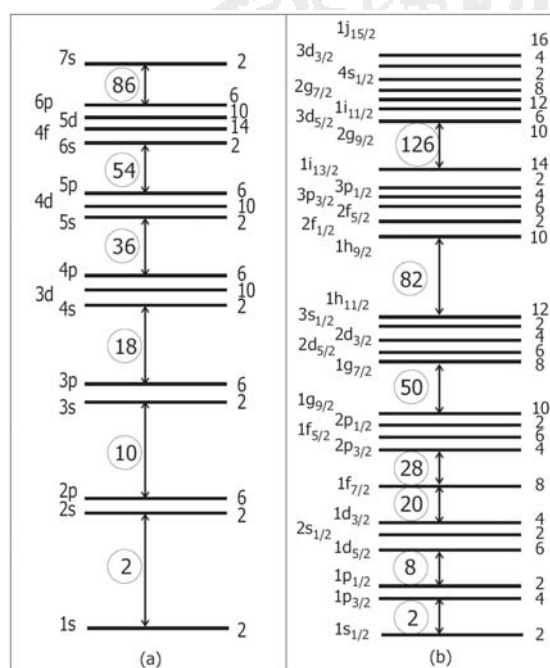 7s 2
86
6p 6
5d 10
4f 14
6s 2
54
5p 6
4d 10
5s 2
36
4p 6
3d 10
4s 2
18
3p 6
3s 2
10
2p 6
2s 2
2
1s 2
(a)
1j15/2 16
3d3/2 4
4s1/2 2
2g7/2 8
1i11/2 12
3d5/2 6
2g9/2 10
126
1i13/2 14
3p1/2 2
3p3/2 4
2f5/2 6
2f1/2 2
1h9/2 10
82
1h11/2 12
3s1/2 2
2d3/2 4
2d5/2 6
1g7/2 8
50
1g9/2 10
2p1/2 2
1f5/2 6
2p3/2 4
28
1f7/2 8
20
1d3/2 4
2s1/2 2
1d5/2 6
8
1p1/2 2
1p3/2 4
2
1s1/2 2
(b)